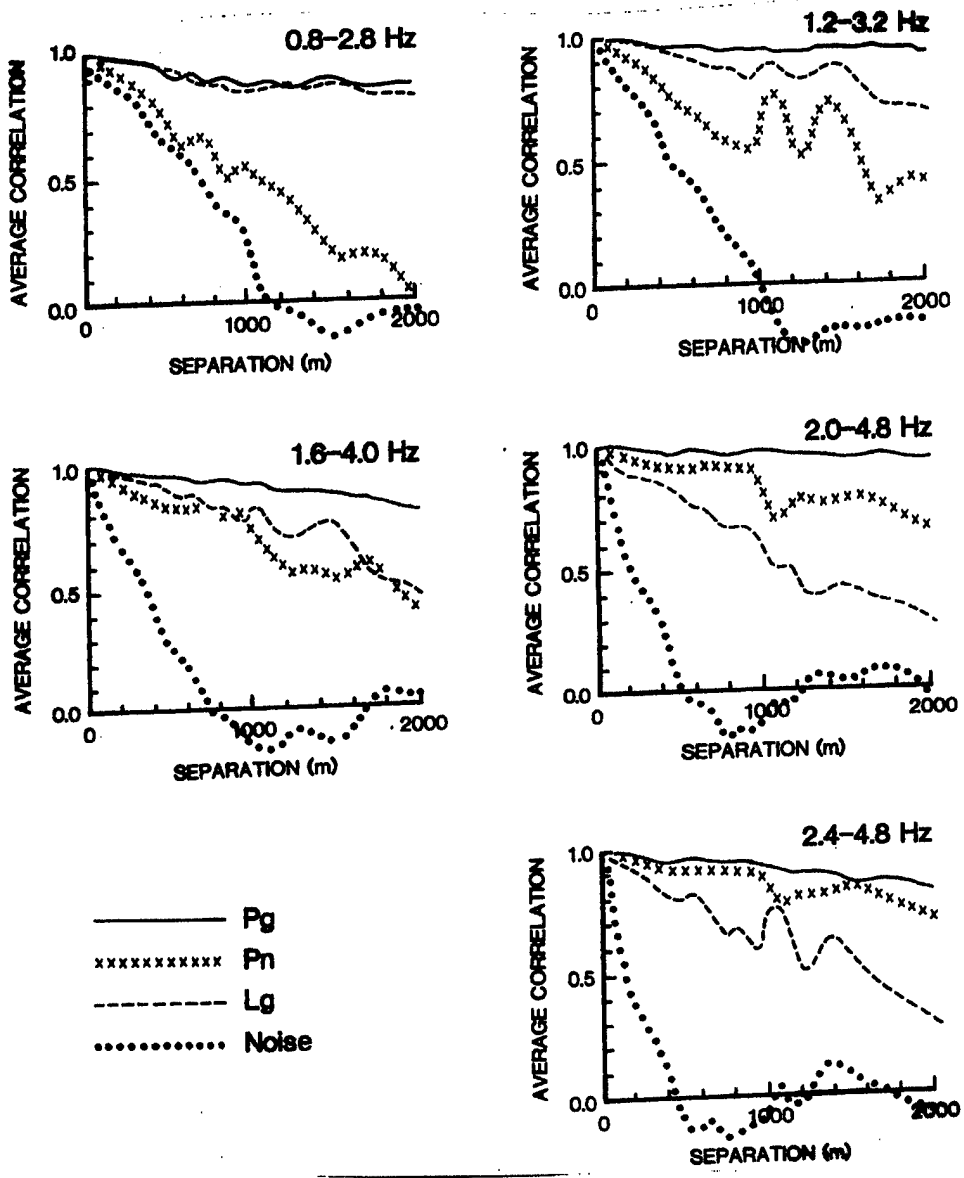 0.8–2.8 Hz
AVERAGE CORRELATION
1.0
0.5
0.0
0
1000
2000
SEPARATION (m)
1.2–3.2 Hz
AVERAGE CORRELATION
1.0
0.5
0.0
0
1000
2000
SEPARATION (m)
1.6–4.0 Hz
AVERAGE CORRELATION
1.0
0.5
0.0
0
1000
2000
SEPARATION (m)
2.0–4.8 Hz
AVERAGE CORRELATION
1.0
0.5
0.0
0
1000
2000
SEPARATION (m)
2.4–4.8 Hz
AVERAGE CORRELATION
1.0
0.5
0.0
0
1000
2000
SEPARATION (m)
Pg
Pn
Lg
Noise